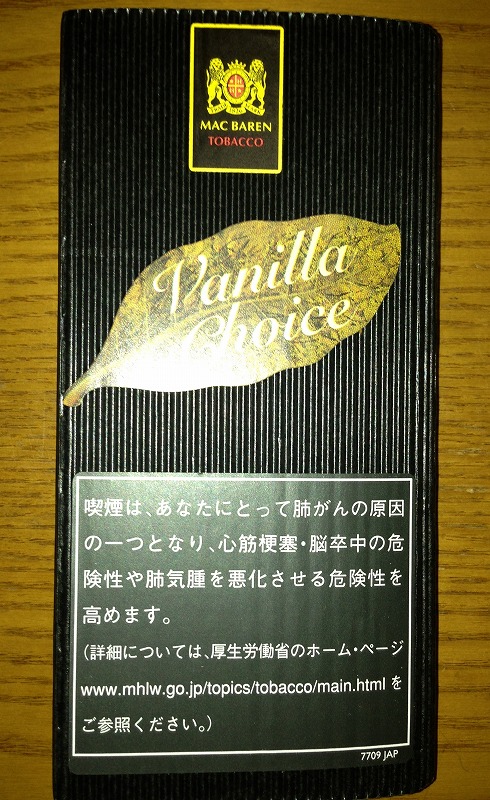 MAC BAREN
TOBACCO
Vanilla
Choice
喫煙は、あなたにとって肺がんの原因
の一つとなり、心筋梗塞・脳卒中の危
険性や肺気腫を悪化させる危険性を
高めます。
(詳細については、厚生労働省のホーム・ページ
www.mhlw.go.jp/topics/tobacco/main.html を
ご参照ください。)
7709 JAP